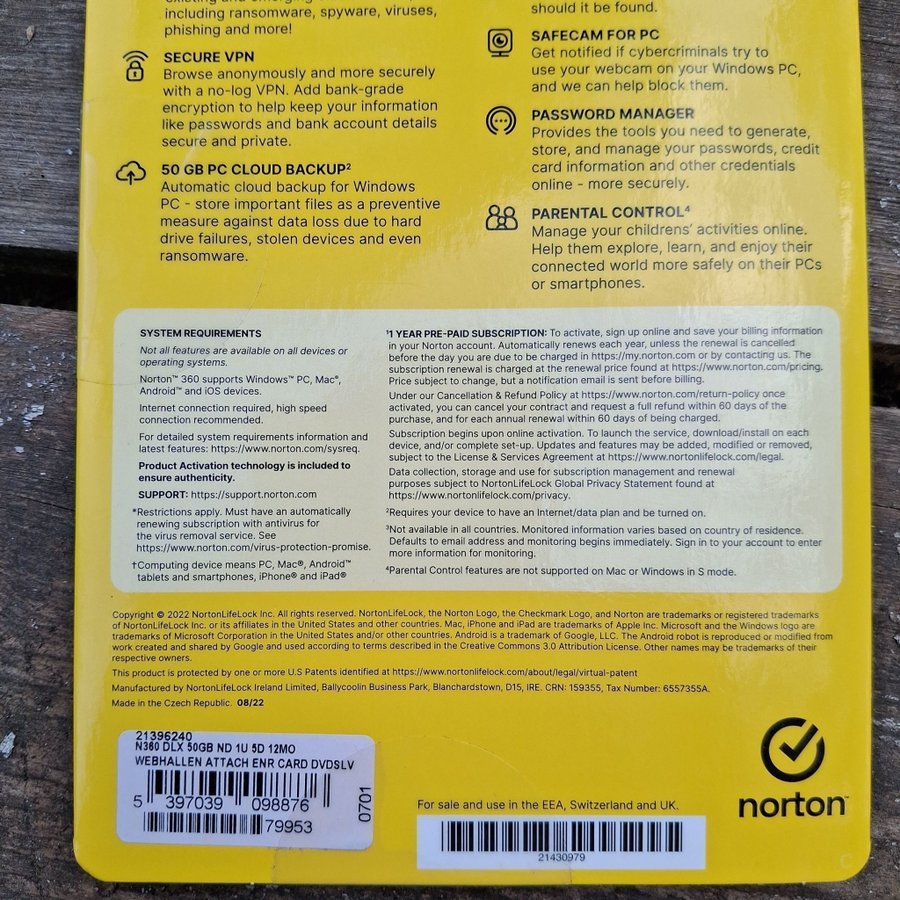 existing and emerging
including ransomware, spyware, viruses,
phishing and more!
SECURE VPN
Browse anonymously and more securely
with a no-log VPN. Add bank-grade
encryption to help keep your information
like passwords and bank account details
secure and private.
50 GB PC CLOUD BACKUP²
Automatic cloud backup for Windows
PC - store important files as a preventive
measure against data loss due to hard
drive failures, stolen devices and even
ransomware.
should it be found.
SAFECAM FOR PC
Get notified if cybercriminals try to
use your webcam on your Windows PC,
and we can help block them.
PASSWORD MANAGER
Provides the tools you need to generate,
store, and manage your passwords, credit
card information and other credentials
online - more securely.
PARENTAL CONTROL⁴
Manage your childrens' activities online.
Help them explore, learn, and enjoy their
connected world more safely on their PCs
or smartphones.
SYSTEM REQUIREMENTS
Not all features are available on all devices or
operating systems.
Norton™ 360 supports Windows™ PC, Mac®,
Android™ and iOS devices.
Internet connection required, high speed
connection recommended.
For detailed system requirements information and
latest features: https://www.norton.com/sysreq.
Product Activation technology is included to
ensure authenticity.
SUPPORT: https://support.norton.com
*Restrictions apply. Must have an automatically
renewing subscription with antivirus for
the virus removal service. See
https://www.norton.com/virus-protection-promise.
†Computing device means PC, Mac®, Android™
tablets and smartphones, iPhone® and iPad®
¹1 YEAR PRE-PAID SUBSCRIPTION: To activate, sign up online and save your billing information
in your Norton account. Automatically renews each year, unless the renewal is cancelled
before the day you are due to be charged in https://my.norton.com or by contacting us. The
subscription renewal is charged at the renewal price found at https://www.norton.com/pricing.
Price subject to change, but a notification email is sent before billing.
Under our Cancellation & Refund Policy at https://www.norton.com/return-policy once
activated, you can cancel your contract and request a full refund within 60 days of the
purchase, and for each annual renewal within 60 days of being charged.
Subscription begins upon online activation. To launch the service, download/install on each
device, and/or complete set-up. Updates and features may be added, modified or removed,
subject to the License & Services Agreement at https://www.nortonlifelock.com/legal.
Data collection, storage and use for subscription management and renewal
purposes subject to NortonLifeLock Global Privacy Statement found at
https://www.nortonlifelock.com/privacy.
²Requires your device to have an Internet/data plan and be turned on.
³Not available in all countries. Monitored information varies based on country of residence.
Defaults to email address and monitoring begins immediately. Sign in to your account to enter
more information for monitoring.
⁴Parental Control features are not supported on Mac or Windows in S mode.
Copyright © 2022 NortonLifeLock Inc. All rights reserved. NortonLifeLock, the Norton Logo, the Checkmark Logo, and Norton are trademarks or registered trademarks
of NortonLifeLock Inc. or its affiliates in the United States and other countries. Mac, iPhone and iPad are trademarks of Apple Inc. Microsoft and the Windows logo are
trademarks of Microsoft Corporation in the United States and/or other countries. Android is a trademark of Google, LLC. The Android robot is reproduced or modified from
work created and shared by Google and used according to terms described in the Creative Commons 3.0 Attribution License. Other names may be trademarks of their
respective owners.
This product is protected by one or more U.S Patents identified at https://www.nortonlifelock.com/about/legal/virtual-patent
Manufactured by NortonLifeLock Ireland Limited, Ballycoolin Business Park, Blanchardstown, D15, IRE. CRN: 159355, Tax Number: 6557355A.
Made in the Czech Republic. 08/22
21396240
N360 DLX 50GB ND 1U 5D 12MO
WEBHALLEN ATTACH ENR CARD DVDSLV
5 397039 098876
79953
0701
For sale and use in the EEA, Switzerland and UK.
21430979
norton™